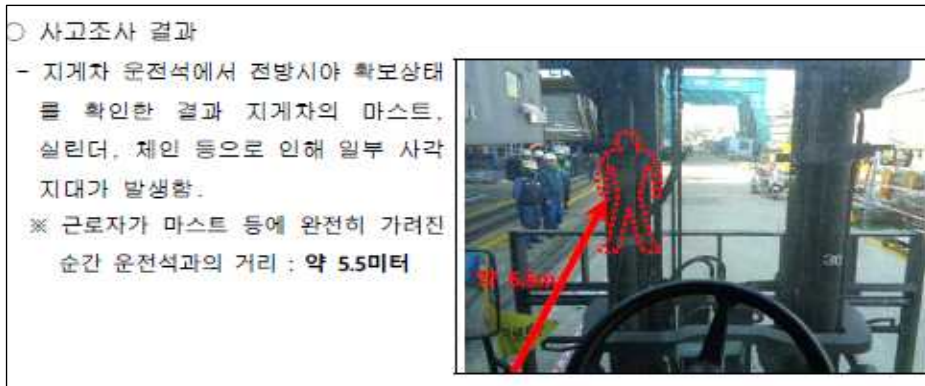 ○ 사고조사 결과
- 지게차 운전석에서 전방시야 확보상태
를 확인한 결과 지게차의 마스트,
실린더, 체인 등으로 인해 일부 사각
지대가 발생함.
※ 근로자가 마스트 등에 완전히 가려진
순간 운전석과의 거리 : 약 5.5미터
약 5.5m